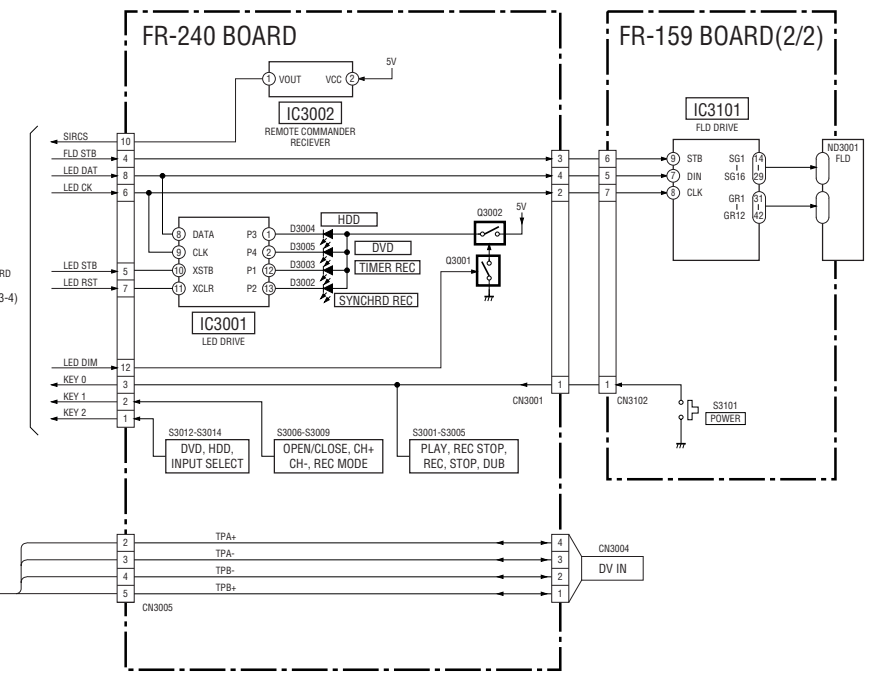 FR-240 BOARD
FR-159 BOARD(2/2)
5V
1 VOUT VCC 2
IC3002
REMOTE COMMANDER
RECIEVER
IC3101
FLD DRIVE
SIRCS 10
FLD STB 4
LED DAT 8
LED CK 6
3 6 9 STB
4 5 7 DIN
2 7 8 CLK
SG1 14
SG16 29
GR1 31
GR12 42
ND3001
FLD
8 DATA P3 1 D3004 HDD
9 CLK P4 2 D3005 DVD
10 XSTB P1 12 D3003 TIMER REC
11 XCLR P2 13 D3002 SYNCHRD REC
Q3002
5V
Q3001
RD
LED STB 5
3-4)
LED RST 7
IC3001
LED DRIVE
LED DIM 12
KEY 0 3
KEY 1 2
KEY 2 1
1 1
CN3001 CN3102
S3101
POWER
S3012-S3014
DVD, HDD,
INPUT SELECT
S3006-S3009
OPEN/CLOSE, CH+
CH-, REC MODE
S3001-S3005
PLAY, REC STOP,
REC, STOP, DUB
2 TPA+ 4
3 TPA- 3
4 TPB- 2
5 TPB+ 1
CN3004
DV IN
CN3005